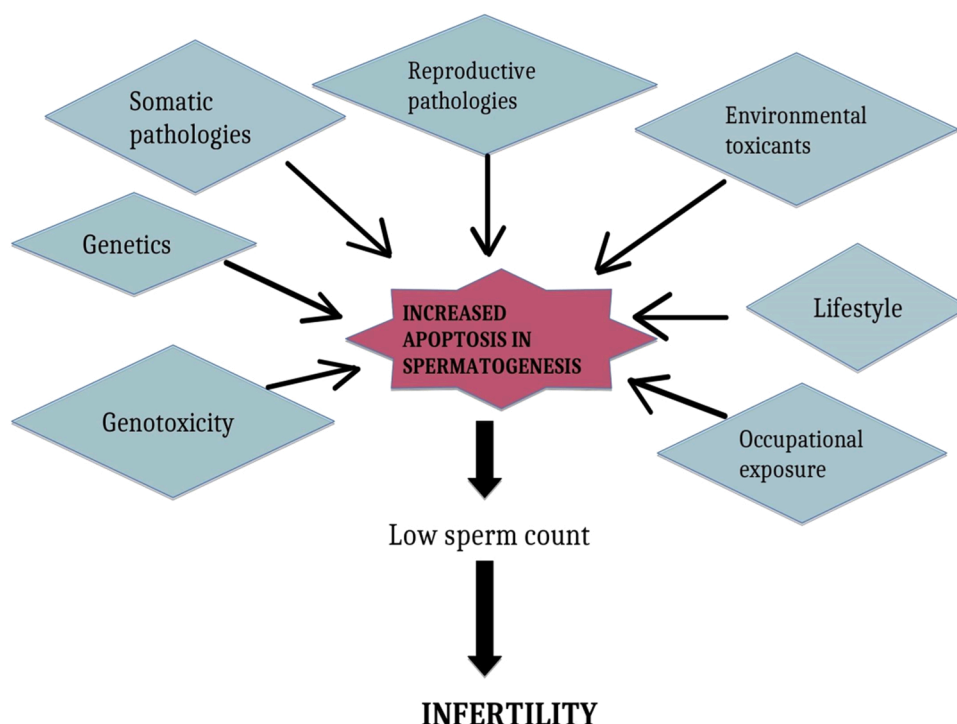 Somatic
pathologies
Reproductive
pathologies
Environmental
toxicants
Genetics
Lifestyle
INCREASED
APOPTOSIS IN
SPERMATOGENESIS
Genotoxicity
Occupational
exposure
Low sperm count
INFERTILITY